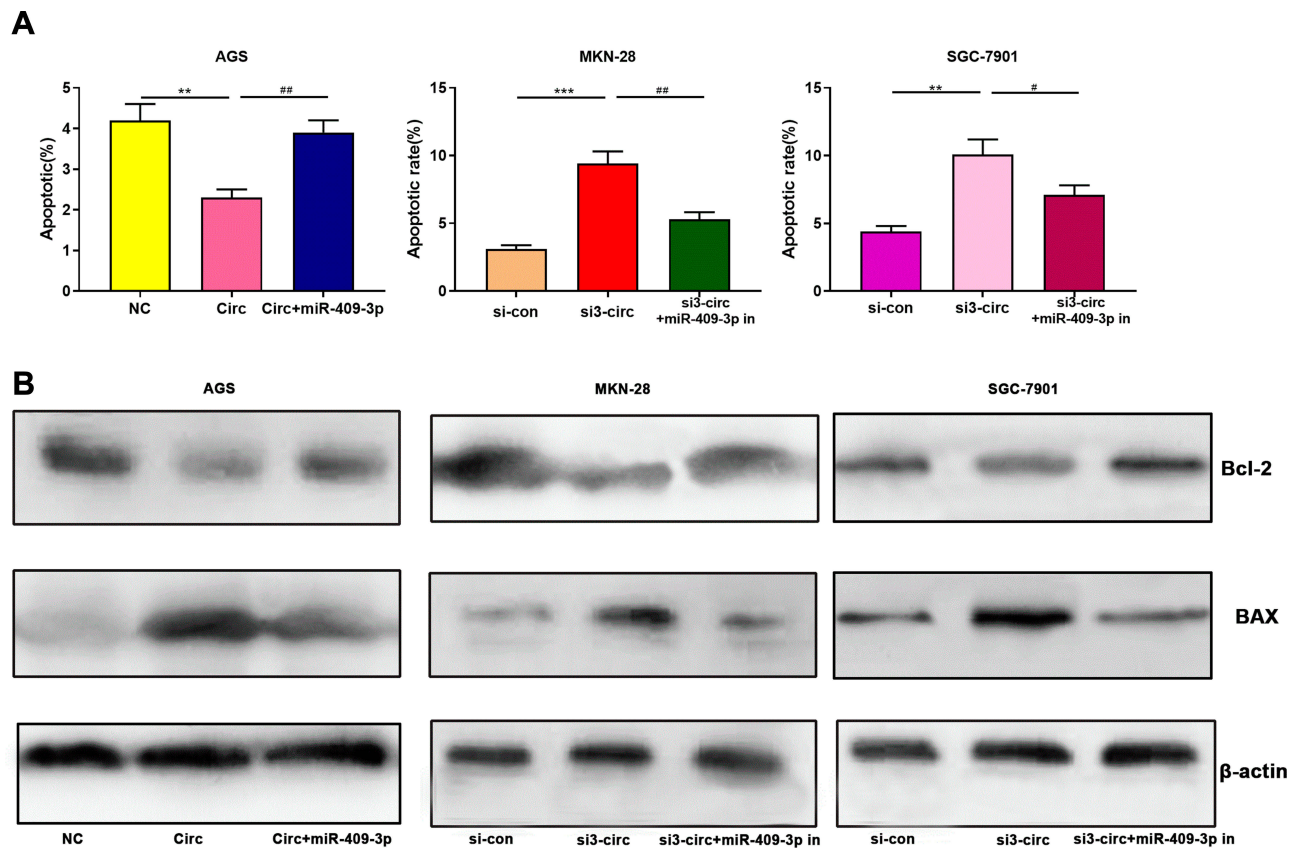 A
AGS
MKN-28
SGC-7901
Apoptotic(%)
5
4
3
2
1
0
**
##
NC
Circ
Circ+miR-409-3p
Apoptotic rate(%)
15
10
5
0
***
##
si-con
si3-circ
si3-circ
+miR-409-3p in
Apoptotic rate(%)
15
10
5
0
**
#
si-con
si3-circ
si3-circ
+miR-409-3p in
B
AGS
MKN-28
SGC-7901
Bcl-2
BAX
β-actin
NC
Circ
Circ+miR-409-3p
si-con
si3-circ
si3-circ+miR-409-3p in
si-con
si3-circ
si3-circ+miR-409-3p in